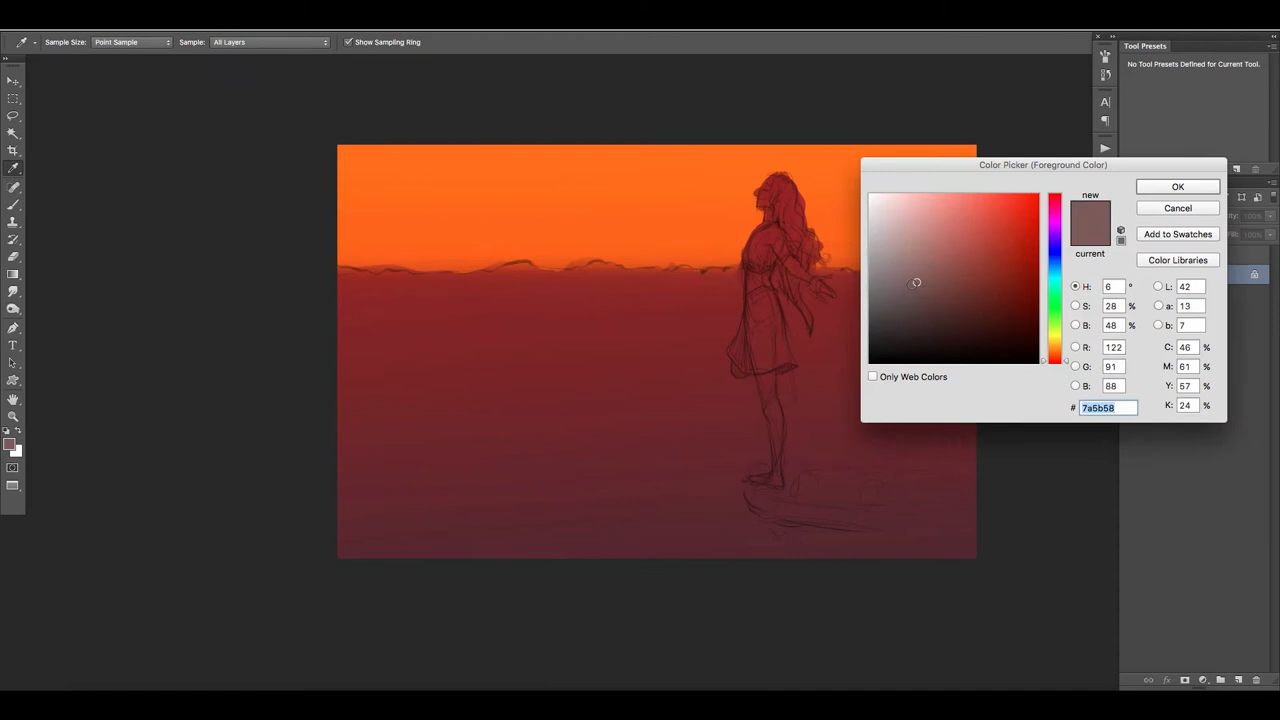 Sample Size: Point Sample Sample: All Layers Show Sampling Ring
Tool Presets
No Tool Presets Defined for Current Tool.
Color Picker (Foreground Color)
new
current
OK
Cancel
Add to Swatches
Color Libraries
H: 6 °
S: 28 %
B: 48 %
R: 122
G: 91
B: 88
# 7a5b58
L: 42
a: 13
b: 7
C: 46 %
M: 61 %
Y: 57 %
K: 24 %
Only Web Colors
100%
100%